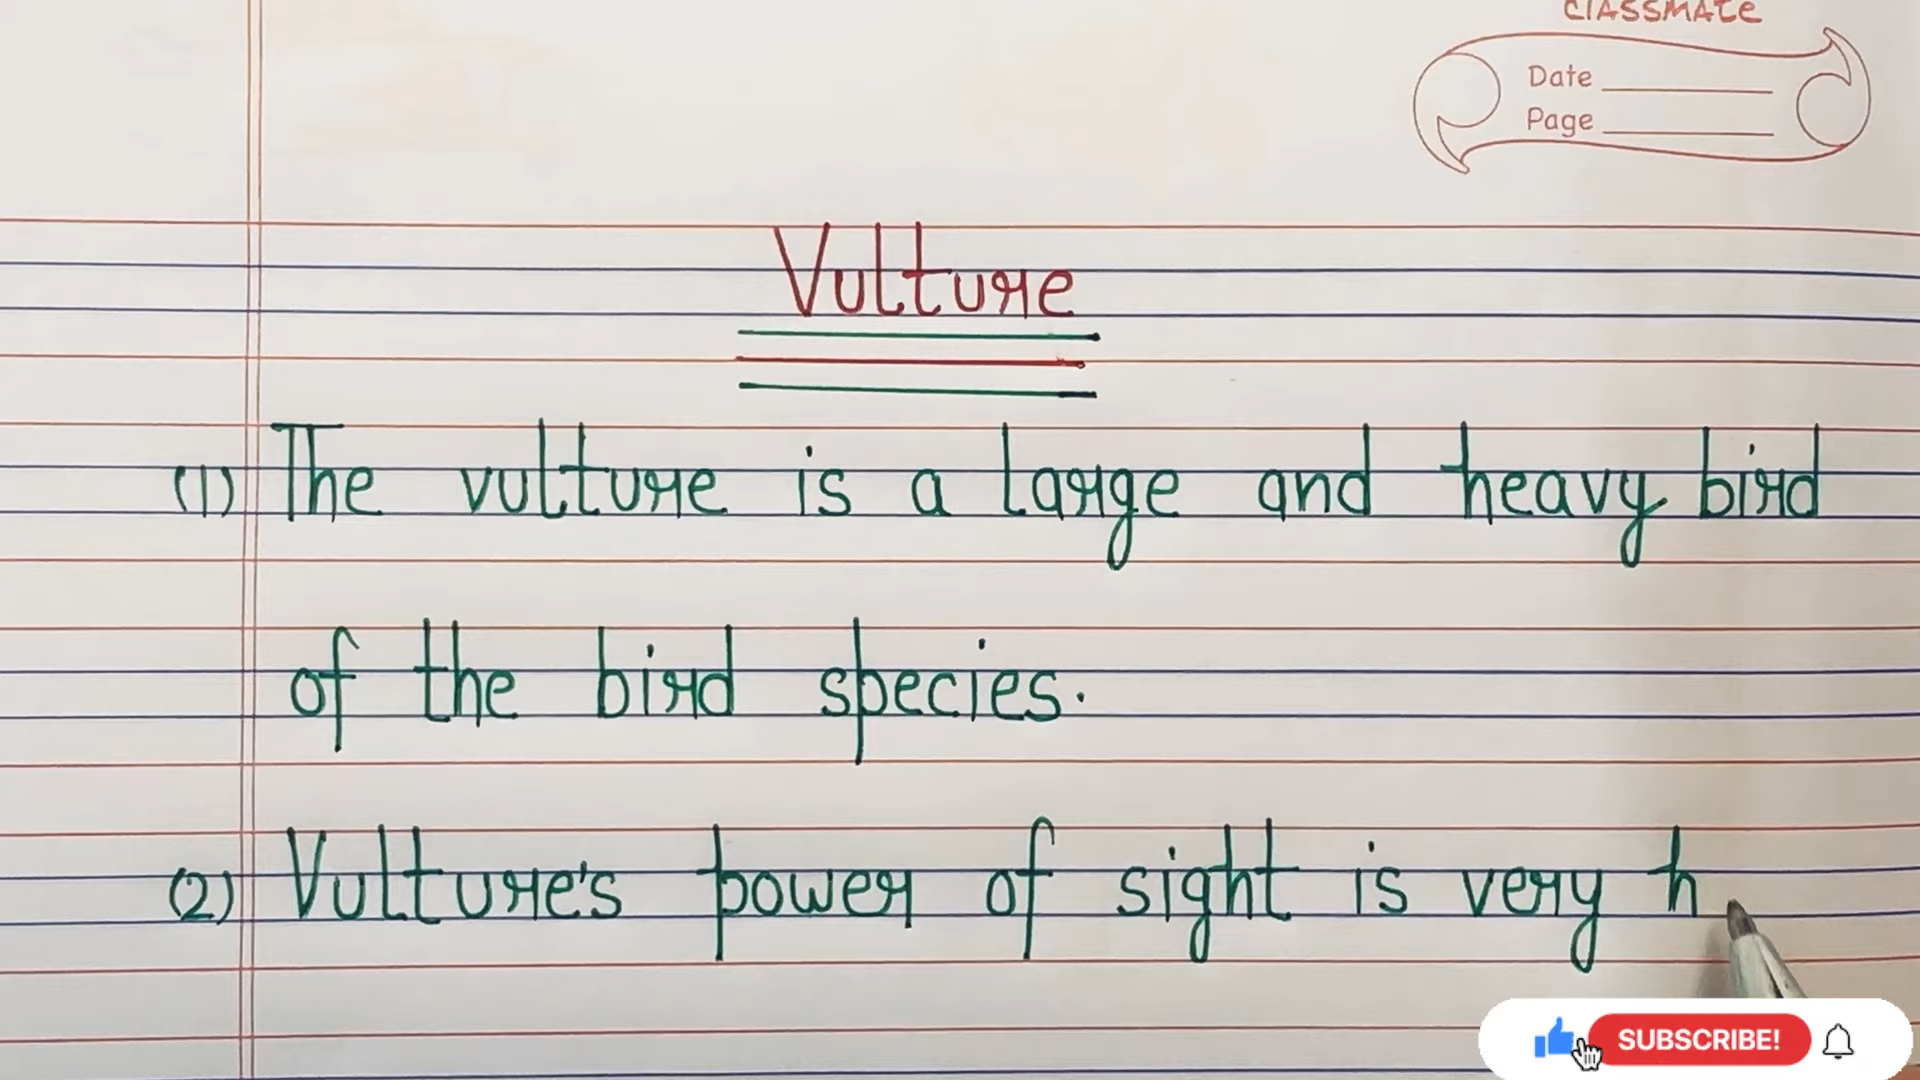 CLASSMATE
Date
Page
Vulture
(1) The vulture is a large and heavy bird
of the bird species.
(2) Vulture's power of sight is very h
SUBSCRIBE!